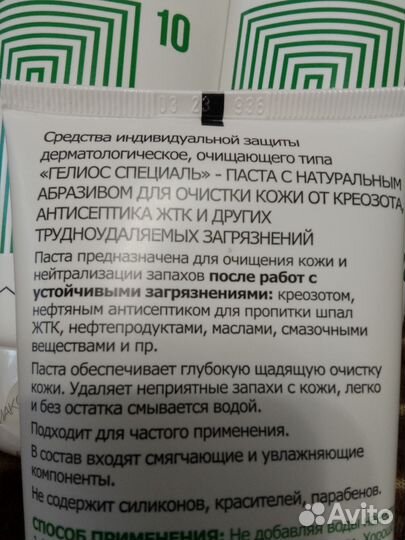 10
03 23 936
Средства индивидуальной защиты
дерматологическое, очищающего типа
«ГЕЛИОС СПЕЦИАЛЬ» - ПАСТА С НАТУРАЛЬНЫМ
АБРАЗИВОМ ДЛЯ ОЧИСТКИ КОЖИ ОТ КРЕОЗОТА,
АНТИСЕПТИКА ЖТК И ДРУГИХ
ТРУДНОУДАЛЯЕМЫХ ЗАГРЯЗНЕНИЙ
Паста предназначена для очищения кожи и
нейтрализации запахов после работ с
устойчивыми загрязнениями: креозотом,
нефтяным антисептиком для пропитки шпал
ЖТК, нефтепродуктами, маслами, смазочными
веществами и пр.
Паста обеспечивает глубокую щадящую очистку
кожи. Удаляет неприятные запахи с кожи, легко
и без остатка смывается водой.
Подходит для частого применения.
В состав входят смягчающие и увлажняющие
компоненты.
Не содержит силиконов, красителей, парабенов.
СПОСОБ ПРИМЕНЕНИЯ: Не добавляя воды
Avito